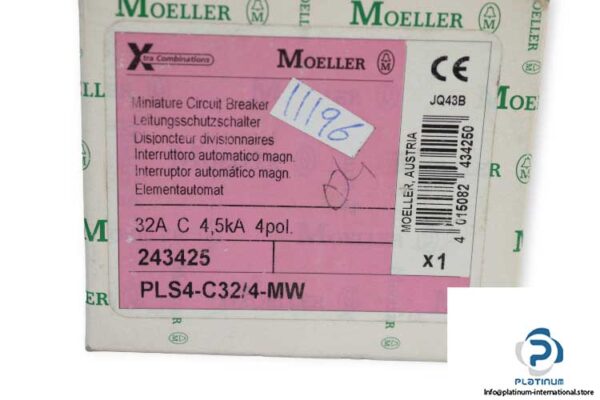 MOELLER
MOELLER
Xtra Combinations
MOELLER
CE
JQ43B
Miniature Circuit Breaker
Leitungsschutzschalter
Disjoncteur divisionnaires
Interruttoro automatico magn.
Interruptor automático magn.
Elementautomat
11196
MOELLER, AUSTRIA
4 015082 434250
32A C 4,5kA 4pol.
243425
x1
PLS4-C32/4-MW
MOELLER
PLATINUM
Info@platinum-international.store